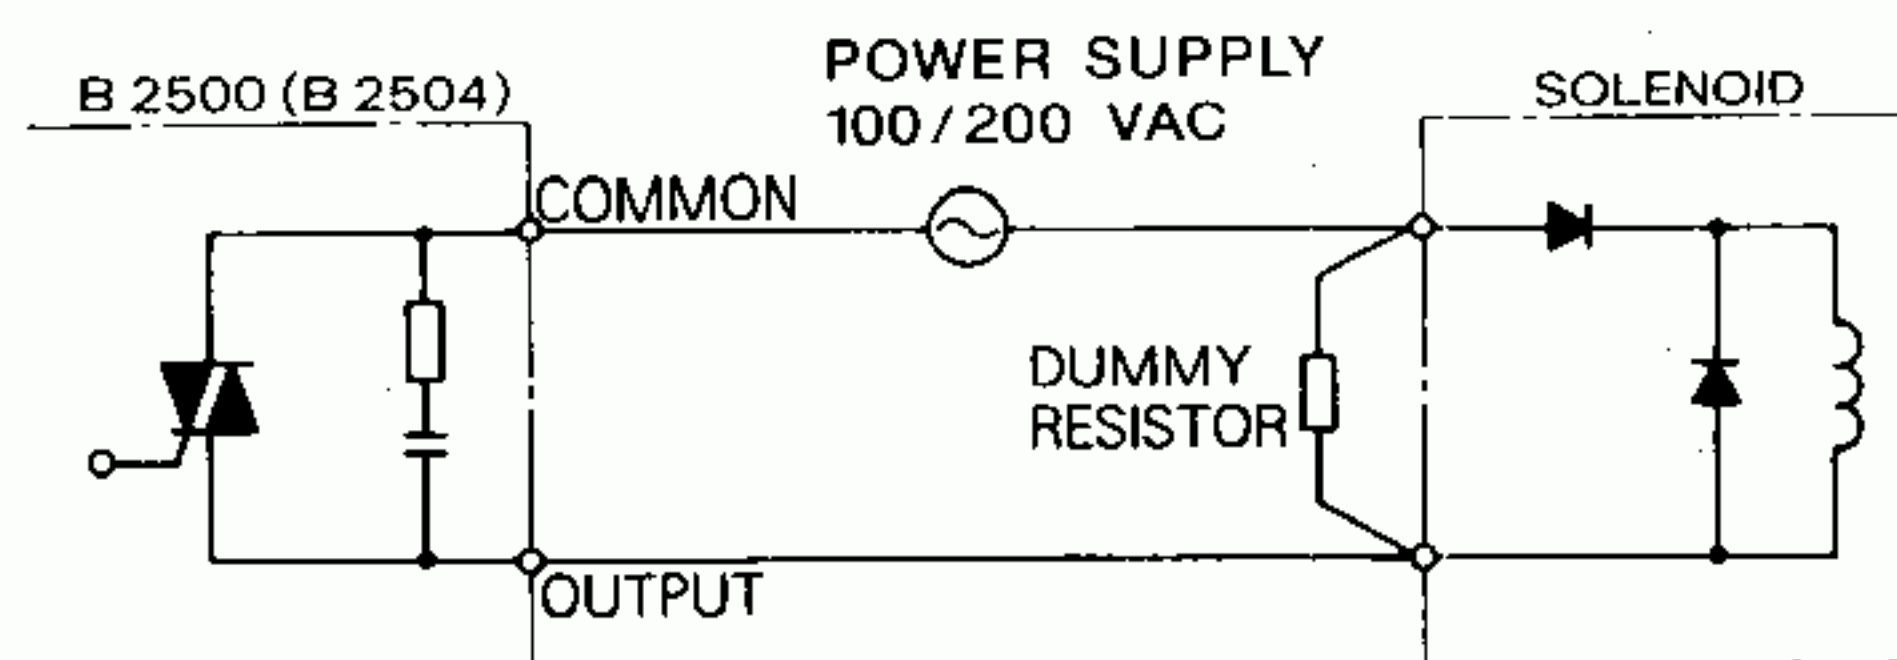 B 2500 (B 2504)
POWER SUPPLY
100/200 VAC
SOLENOID
COMMON
DUMMY
RESISTOR
OUTPUT